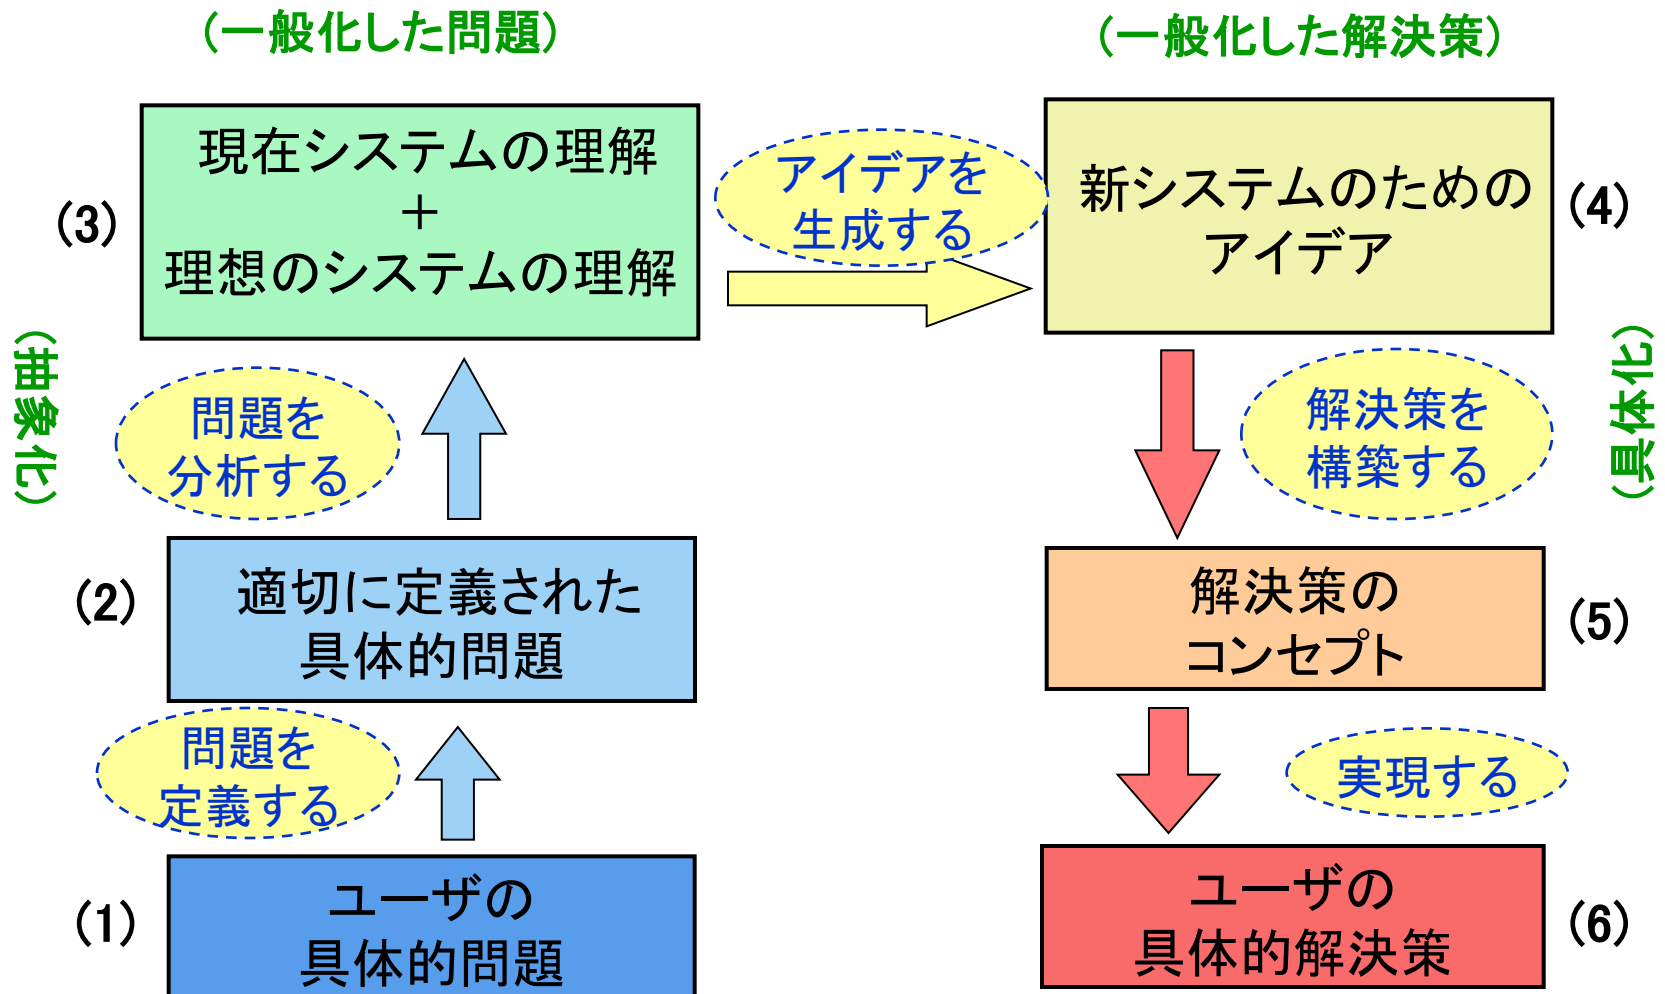 (一般化した問題)
(一般化した解決策)
現在システムの理解
＋
理想のシステムの理解
(3)
アイデアを
生成する
新システムのための
アイデア
(4)
(抽象化)
問題を
分析する
解決策を
構築する
(具体化)
(2)
適切に定義された
具体的問題
解決策の
コンセプト
(5)
問題を
定義する
実現する
(1)
ユーザの
具体的問題
ユーザの
具体的解決策
(6)